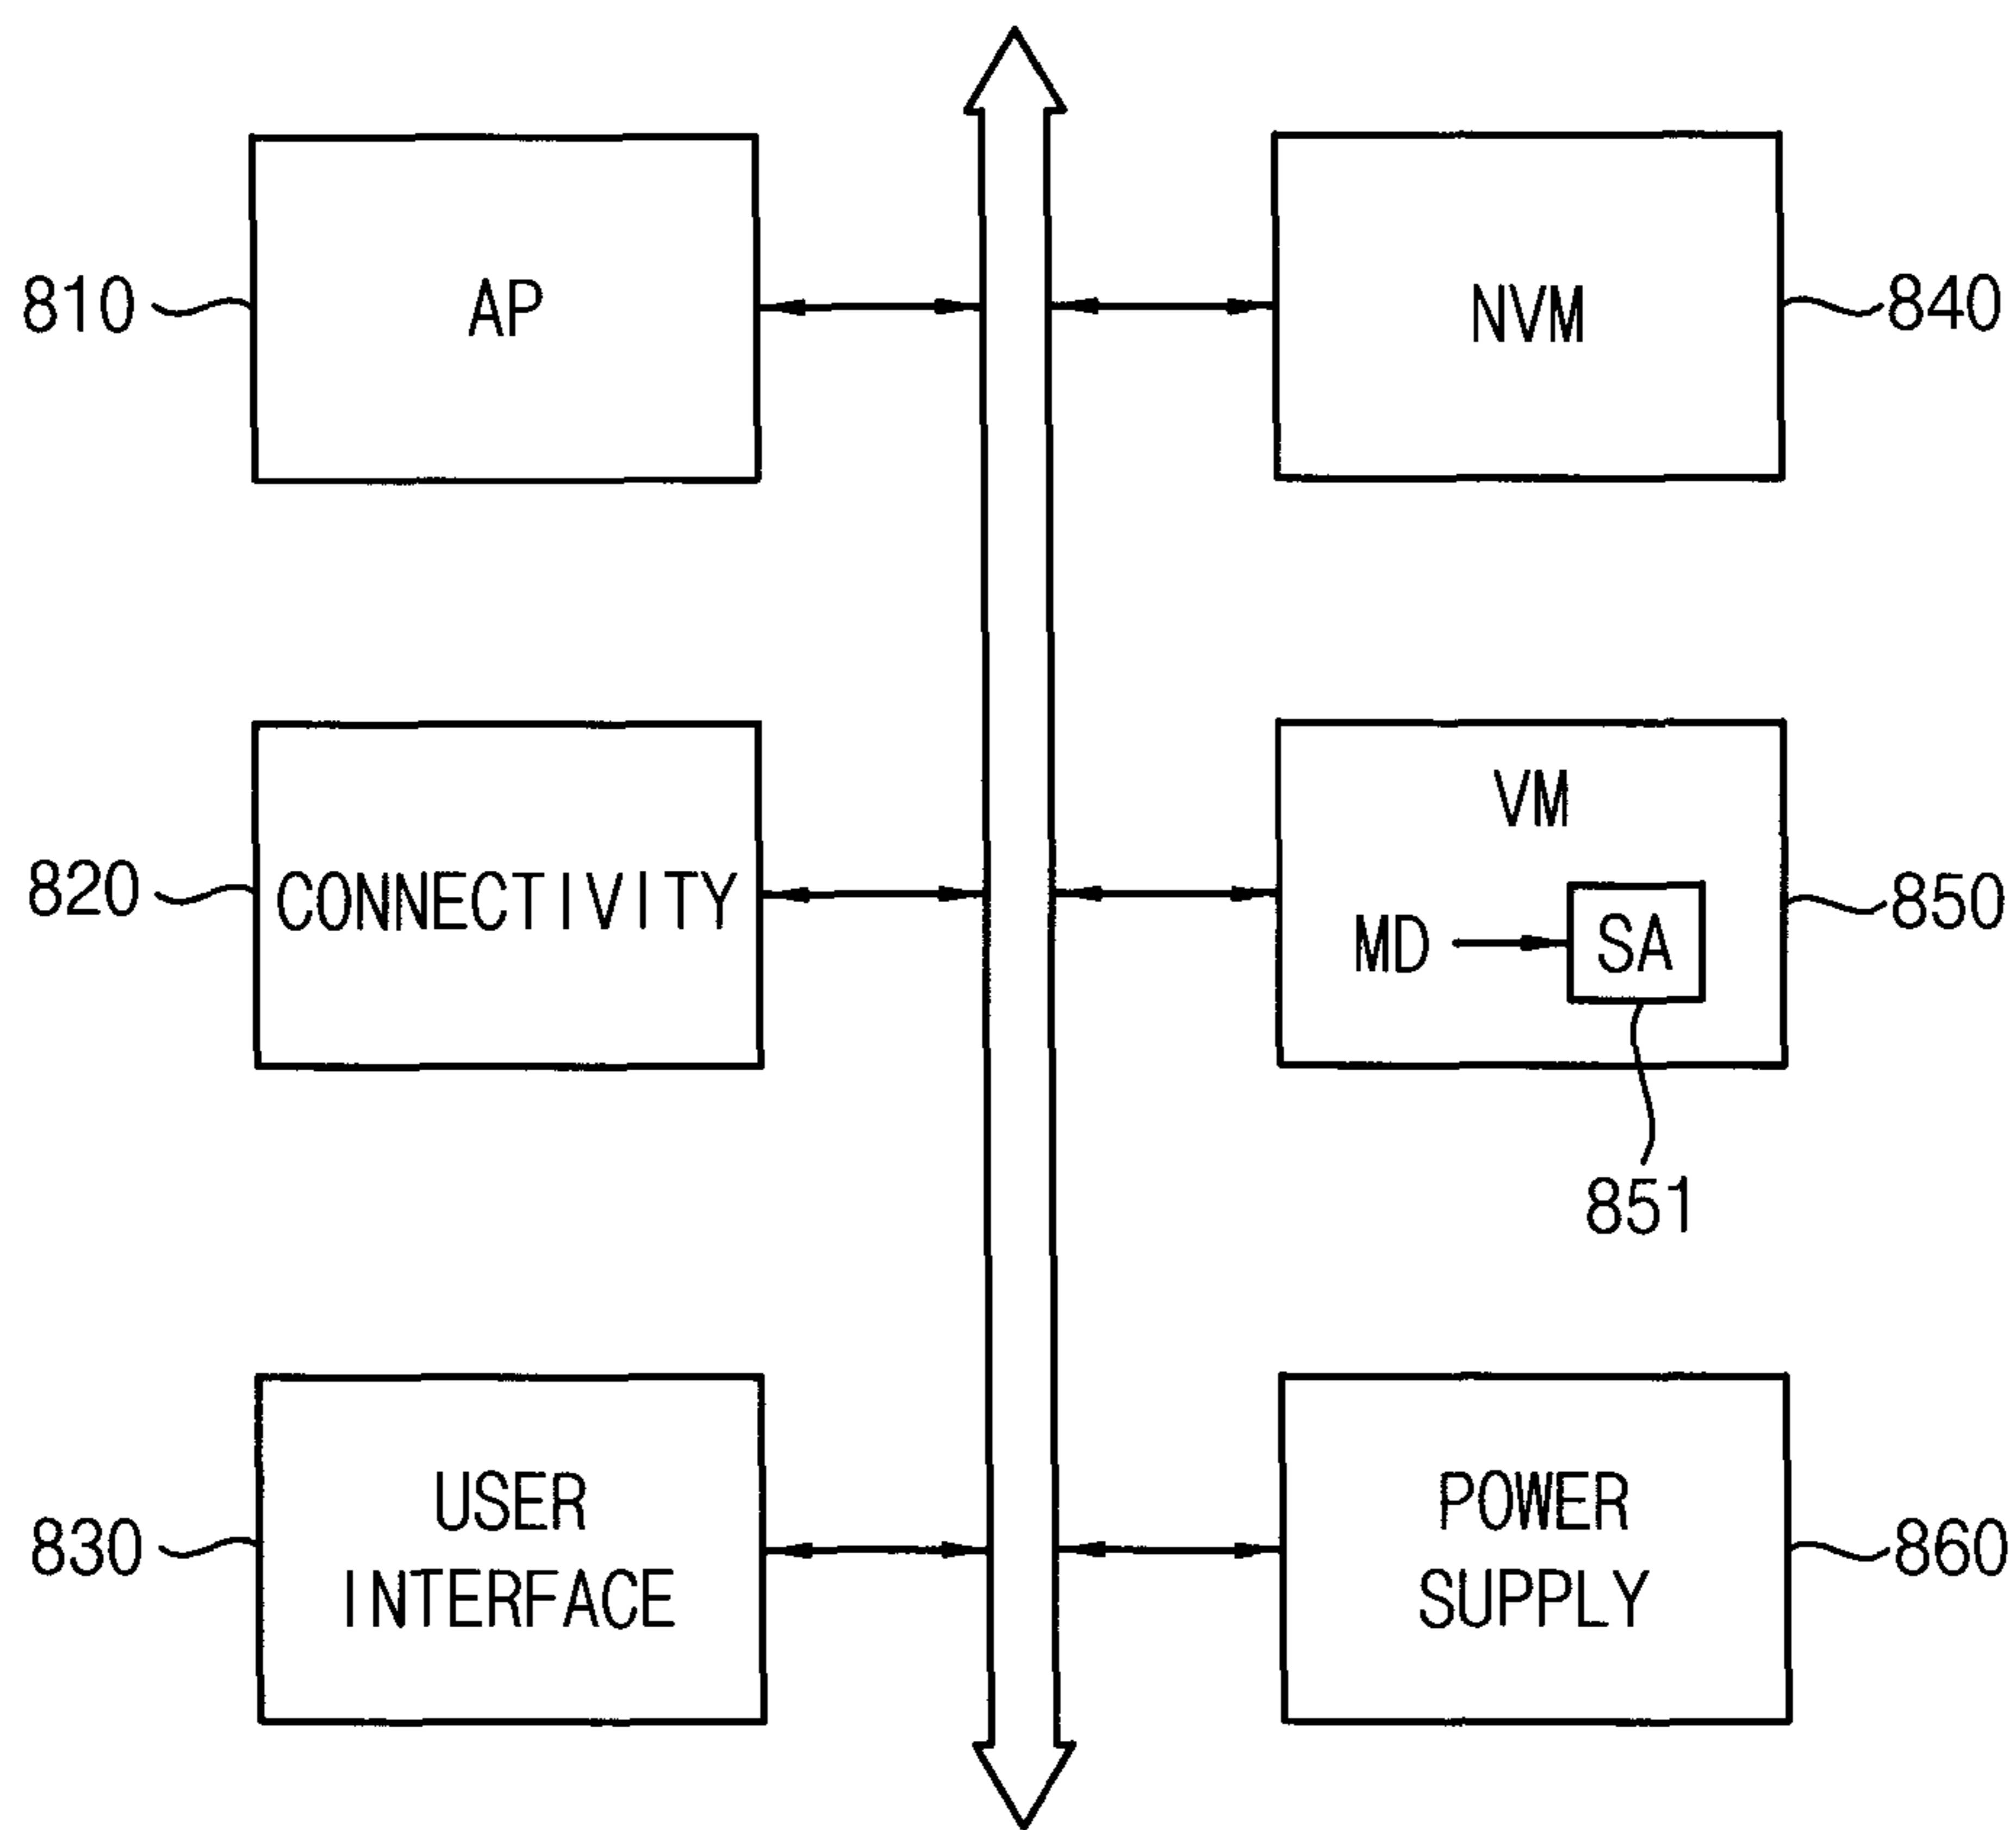 810
AP
NVM
840
820
CONNECTIVITY
VM
MD
SA
850
851
830
USER
INTERFACE
POWER
SUPPLY
860